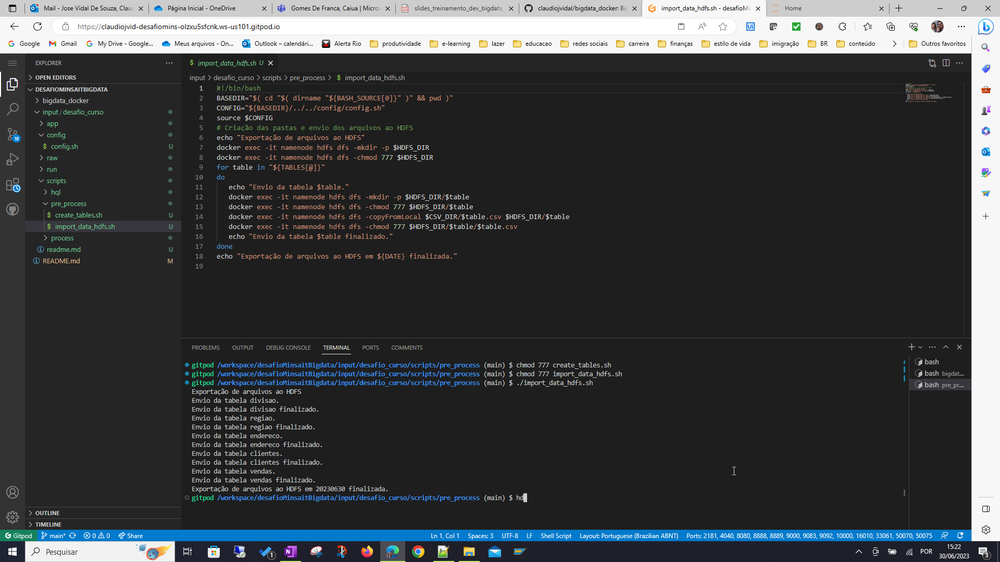 Mail - Jose Vidal De Souza, Clau
Página Inicial - OneDrive
Gomes De Franca, Caiua | Micros
slides_treinamento_dev_bigdata_
claudiojvidal/bigdata_docker: Big
import_data_hdfs.sh - desafioMin
Home
https://claudiojvid-desafiomins-olzxu5sfcnk.ws-us101.gitpod.io
Google
Gmail
My Drive - Google...
Meus arquivos - On...
Outlook – calendári...
Alerta Rio
produtividade
e-learning
lazer
educacao
redes sociais
carreira
finanças
estilo de vida
imigração
BR
conteúdo
Outros favoritos
EXPLORER
OPEN EDITORS
DESAFIOMINSAITBIGDATA
bigdata_docker
input / desafio_curso
app
config
$ config.sh U
raw
run
scripts
hql
pre_process
$ create_tables.sh U
$ import_data_hdfs.sh U
process
readme.md U
README.md M
OUTLINE
TIMELINE
18
$ import_data_hdfs.sh U
input > desafio_curso > scripts > pre_process > $ import_data_hdfs.sh
1 #!/bin/bash
2 BASEDIR="$( cd "$( dirname "${BASH_SOURCE[0]}" )" && pwd )"
3 CONFIG="${BASEDIR}/../../config/config.sh"
4 source $CONFIG
5 # Criação das pastas e envio dos arquivos ao HDFS
6 echo "Exportação de arquivos ao HDFS"
7 docker exec -it namenode hdfs dfs -mkdir -p $HDFS_DIR
8 docker exec -it namenode hdfs dfs -chmod 777 $HDFS_DIR
9 for table in "${TABLES[@]}"
10 do
11 echo "Envio da tabela $table."
12 docker exec -it namenode hdfs dfs -mkdir -p $HDFS_DIR/$table
13 docker exec -it namenode hdfs dfs -chmod 777 $HDFS_DIR/$table
14 docker exec -it namenode hdfs dfs -copyFromLocal $CSV_DIR/$table.csv $HDFS_DIR/$table
15 docker exec -it namenode hdfs dfs -chmod 777 $HDFS_DIR/$table/$table.csv
16 echo "Envio da tabela $table finalizado."
17 done
18 echo "Exportação de arquivos ao HDFS em ${DATE} finalizada."
19
PROBLEMS OUTPUT DEBUG CONSOLE TERMINAL PORTS COMMENTS
gitpod /workspace/desafioMinsaitBigdata/input/desafio_curso/scripts/pre_process (main) $ chmod 777 create_tables.sh
gitpod /workspace/desafioMinsaitBigdata/input/desafio_curso/scripts/pre_process (main) $ chmod 777 import_data_hdfs.sh
gitpod /workspace/desafioMinsaitBigdata/input/desafio_curso/scripts/pre_process (main) $ ./import_data_hdfs.sh
Exportação de arquivos ao HDFS
Envio da tabela divisao.
Envio da tabela divisao finalizado.
Envio da tabela regiao.
Envio da tabela regiao finalizado.
Envio da tabela endereco.
Envio da tabela endereco finalizado.
Envio da tabela clientes.
Envio da tabela clientes finalizado.
Envio da tabela vendas.
Envio da tabela vendas finalizado.
Exportação de arquivos ao HDFS em 20230630 finalizada.
gitpod /workspace/desafioMinsaitBigdata/input/desafio_curso/scripts/pre_process (main) $ hd
bash
bash bigdat...
bash pre_pr...
Gitpod main* 0 0 Share
Ln 1, Col 1 Spaces: 3 UTF-8 LF Shell Script Layout: Portuguese (Brazilian ABNT) Ports: 2181, 4040, 8080, 8888, 8889, 9000, 9083, 9092, 10000, 16010, 33061, 50070, 50075
Pesquisar
1
POR
15:22
30/06/2023
3